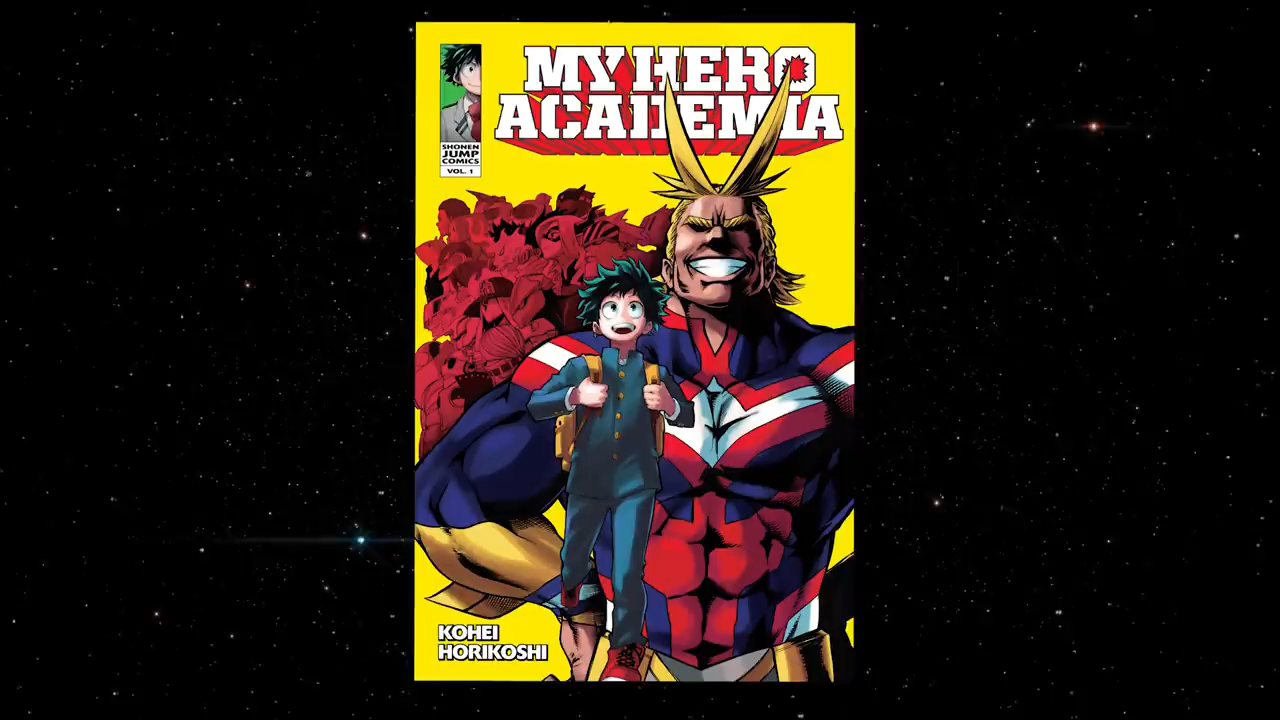 MY HERO
ACADEMIA
SHONEN
JUMP
COMICS
VOL. 1
KOHEI
HORIKOSHI